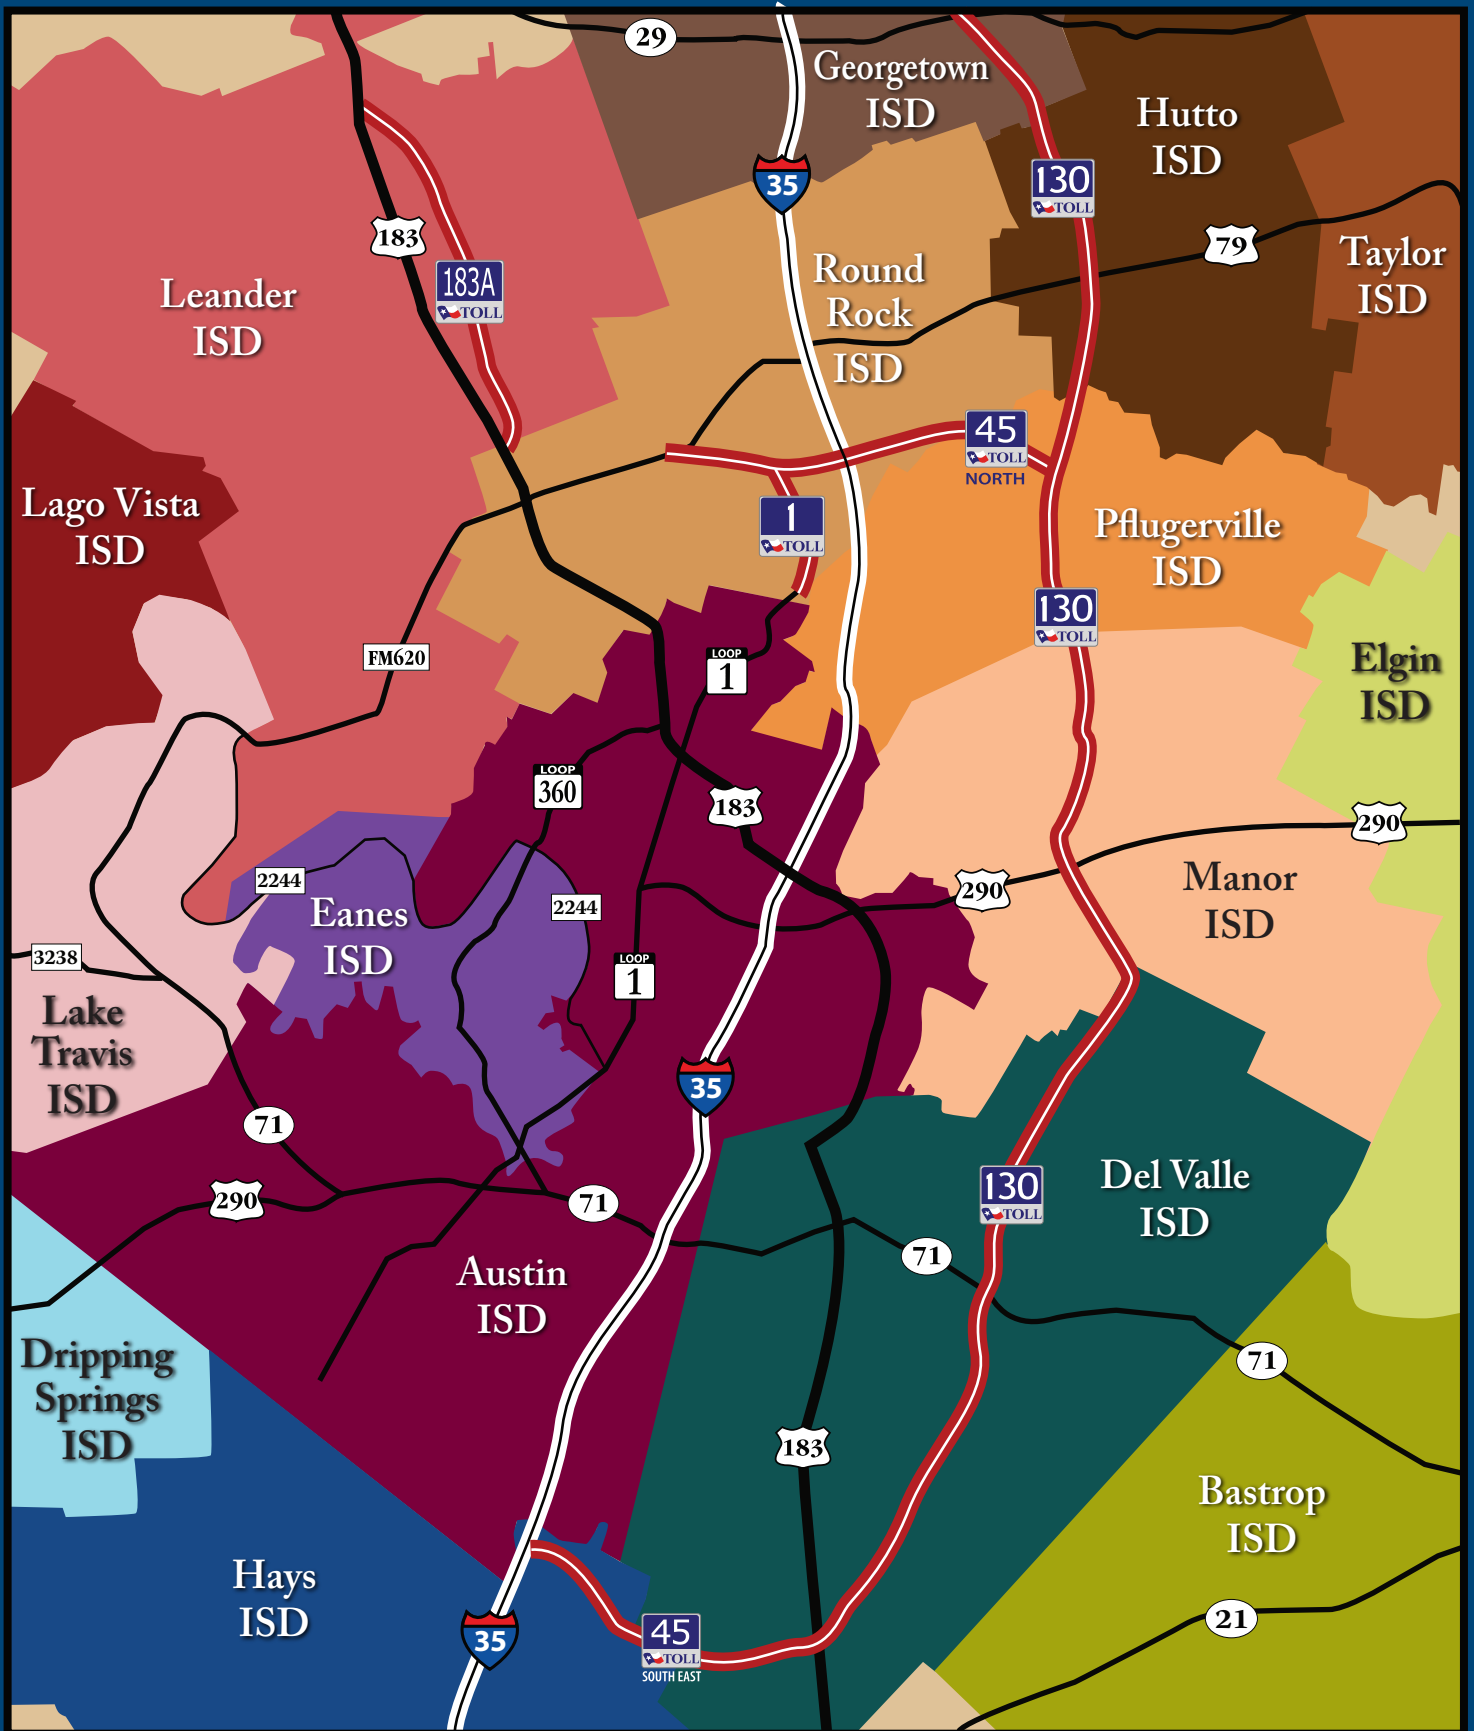 29
Georgetown
ISD
Hutto
ISD
35
130
TOLL
183
79
Taylor
ISD
183A
TOLL
Leander
ISD
Round
Rock
ISD
45
TOLL
NORTH
Lago Vista
ISD
1
TOLL
Pflugerville
ISD
130
TOLL
FM620
LOOP
1
Elgin
ISD
LOOP
360
183
290
2244
290
Manor
ISD
2244
Eanes
ISD
3238
LOOP
1
Lake
Travis
ISD
35
71
130
TOLL
Del Valle
ISD
290
71
71
Austin
ISD
Dripping
Springs
ISD
71
183
Bastrop
ISD
Hays
ISD
21
35
45
TOLL
SOUTH EAST